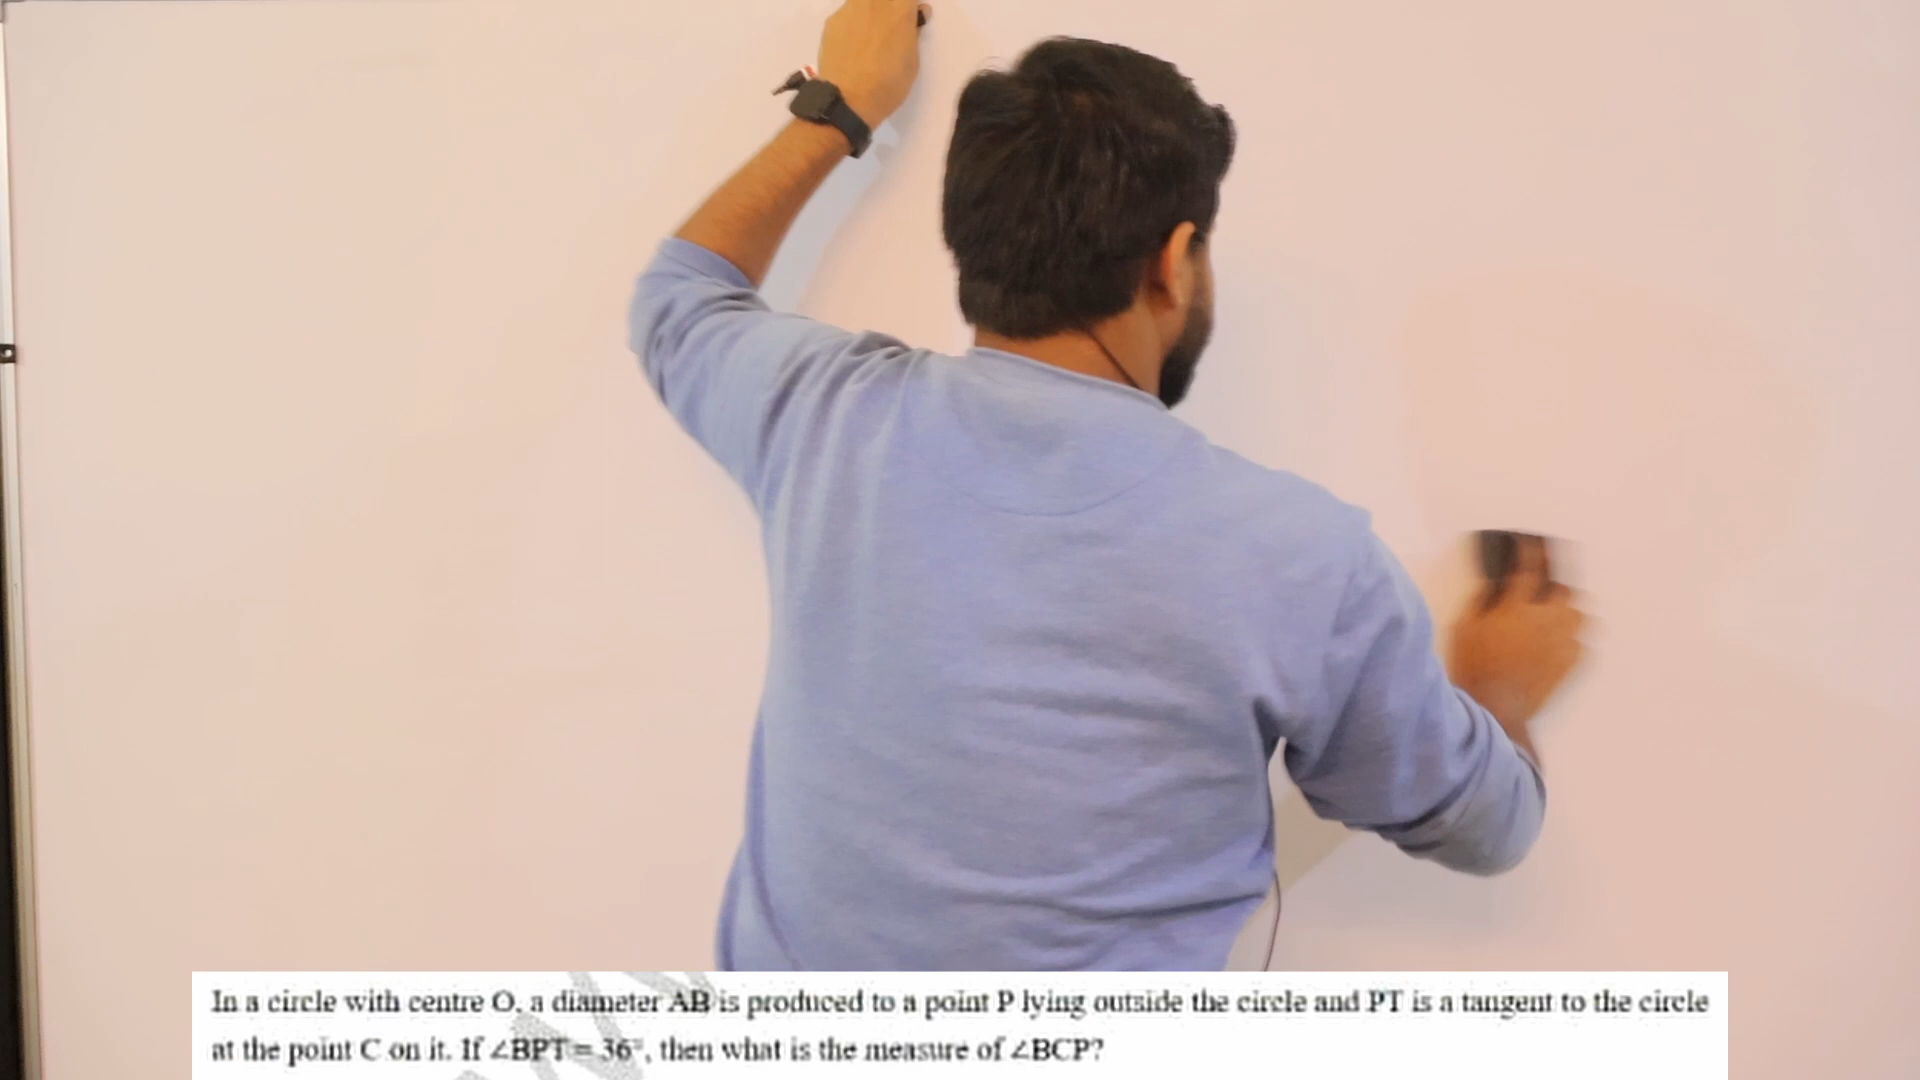 In a circle with centre O, a diameter AB is produced to a point P lying outside the circle and PT is a tangent to the circle
at the point C on it. If ∠BPT = 36°, then what is the measure of ∠BCP?